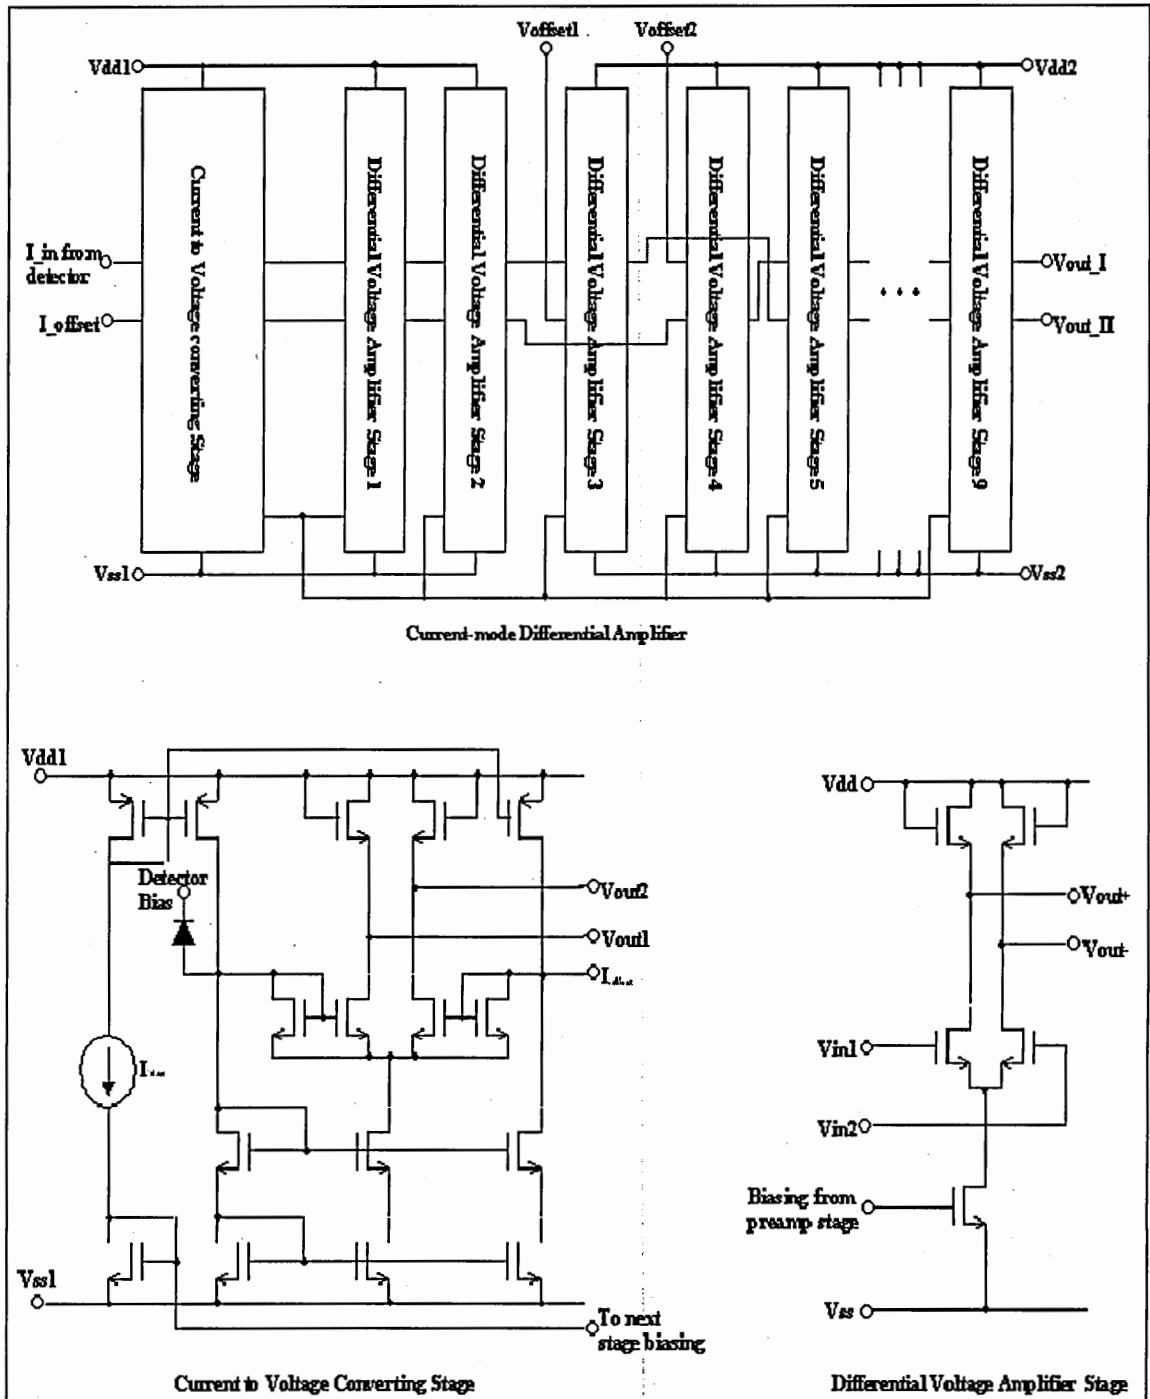 Voffset1
Voffset2
Vdd1
Vdd2
Current to Voltage converting Stage
Differential Voltage Amplifier Stage 1
Differential Voltage Amplifier Stage 2
Differential Voltage Amplifier Stage 3
Differential Voltage Amplifier Stage 4
Differential Voltage Amplifier Stage 5
Differential Voltage Amplifier Stage 9
I_in from
detector
I_offset
Vout_I
Vout_II
Vss1
Vss2
Current-mode Differential Amplifier
Vdd1
Detector
Bias
Vout2
Vout1
I
I
Vss1
To next
stage biasing
Current to Voltage Converting Stage
Vdd
Vout+
Vout-
Vin1
Vin2
Biasing from
preamp stage
Vss
Differential Voltage Amplifier Stage